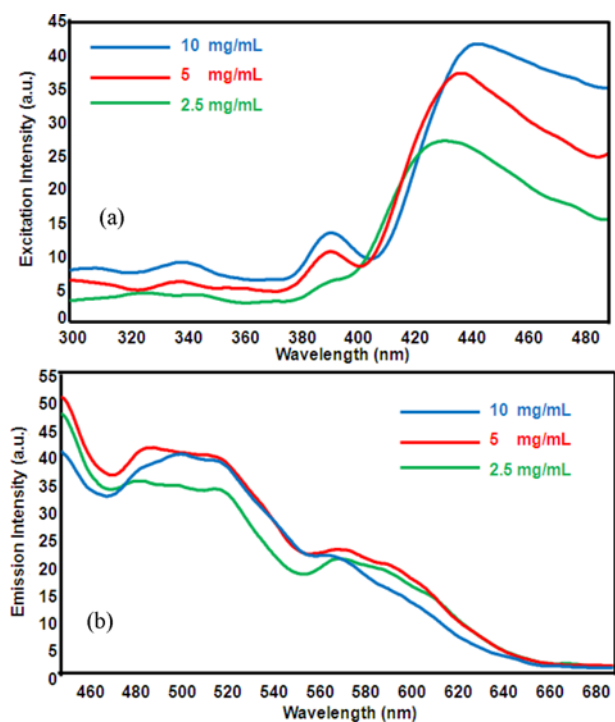 45
40
35
30
25
20
15
10
5
0
Excitation Intensity (a.u.)
10 mg/mL
5 mg/mL
2.5 mg/mL
(a)
300 320 340 360 380 400 420 440 460 480
Wavelength (nm)
55
50
45
40
35
30
25
20
15
10
5
0
Emission Intensity (a.u.)
10 mg/mL
5 mg/mL
2.5 mg/mL
(b)
460 480 500 520 540 560 580 600 620 640 660 680
Wavelength (nm)